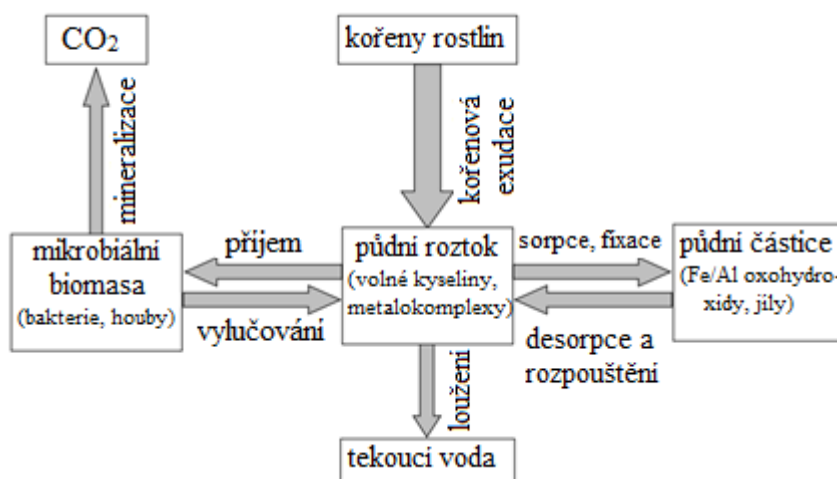 CO₂
kořeny rostlin
mineralizace
kořenová
exudace
mikrobiální
biomasa
(bakterie, houby)
příjem
vylučování
půdní roztok
(volné kyseliny,
metalokomplexy)
sorpce, fixace
desorpce a
rozpouštění
půdní částice
(Fe/Al oxohydro-
xidy, jily)
loužení
tekoucí voda